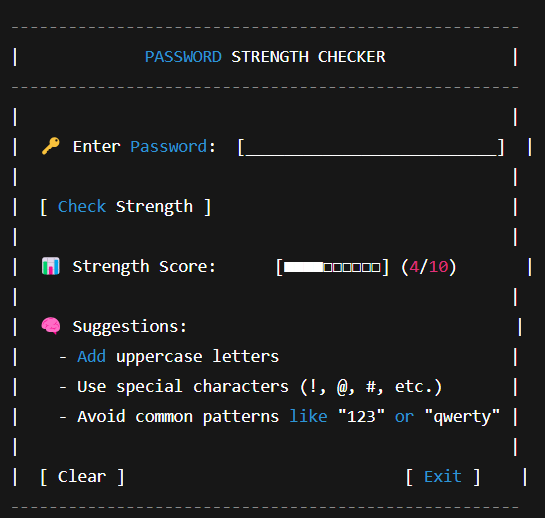 -----------------------------------------------------
|             PASSWORD STRENGTH CHECKER             |
-----------------------------------------------------
|                                                   |
|  🔑 Enter Password:  [__________________________]  |
|                                                   |
|  [ Check Strength ]                               |
|                                                   |
|  📊 Strength Score:      [■■■■□□□□□□] (4/10)       |
|                                                   |
|  🧠 Suggestions:                                  |
|    - Add uppercase letters                        |
|    - Use special characters (!, @, #, etc.)       |
|    - Avoid common patterns like "123" or "qwerty" |
|                                                   |
|  [ Clear ]                             [ Exit ]    |
-----------------------------------------------------